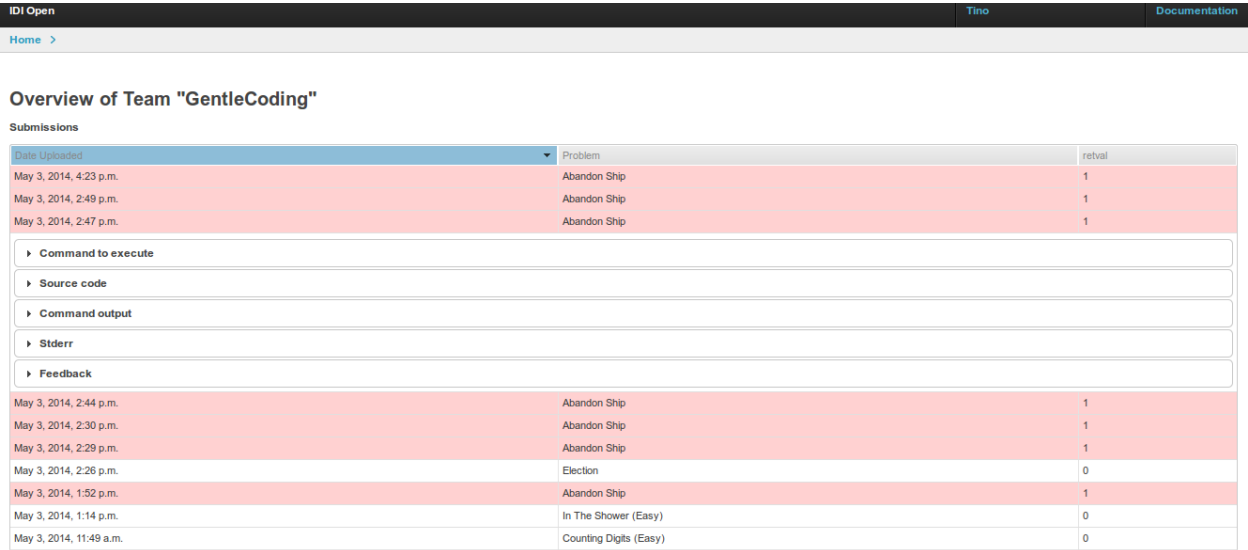 IDI Open Tino Documentation
Home >
Overview of Team "GentleCoding"
Submissions
Date Uploaded Problem retval
May 3, 2014, 4:23 p.m. Abandon Ship 1
May 3, 2014, 2:49 p.m. Abandon Ship 1
May 3, 2014, 2:47 p.m. Abandon Ship 1
Command to execute
Source code
Command output
Stderr
Feedback
May 3, 2014, 2:44 p.m. Abandon Ship 1
May 3, 2014, 2:30 p.m. Abandon Ship 1
May 3, 2014, 2:29 p.m. Abandon Ship 1
May 3, 2014, 2:26 p.m. Election 0
May 3, 2014, 1:52 p.m. Abandon Ship 1
May 3, 2014, 1:14 p.m. In The Shower (Easy) 0
May 3, 2014, 11:49 a.m. Counting Digits (Easy) 0